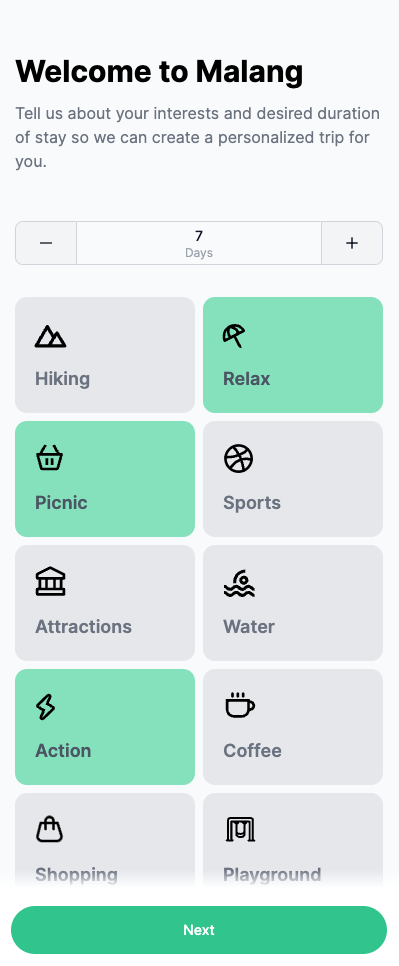 Welcome to Malang
Tell us about your interests and desired duration
of stay so we can create a personalized trip for
you.
7
Days
Hiking
Relax
Picnic
Sports
Attractions
Water
Action
Coffee
Shopping
Playground
Next